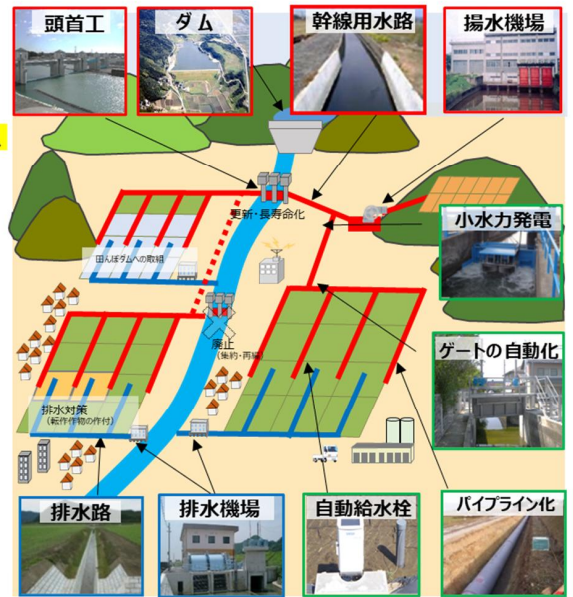 頭首工
ダム
幹線用水路
揚水機場
更新・長寿命化
小水力発電
田んぼダムへの取組
廃止
(集約・再編)
ゲートの自動化
排水対策
(転作作物の作付)
排水路
排水機場
自動給水栓
パイプライン化